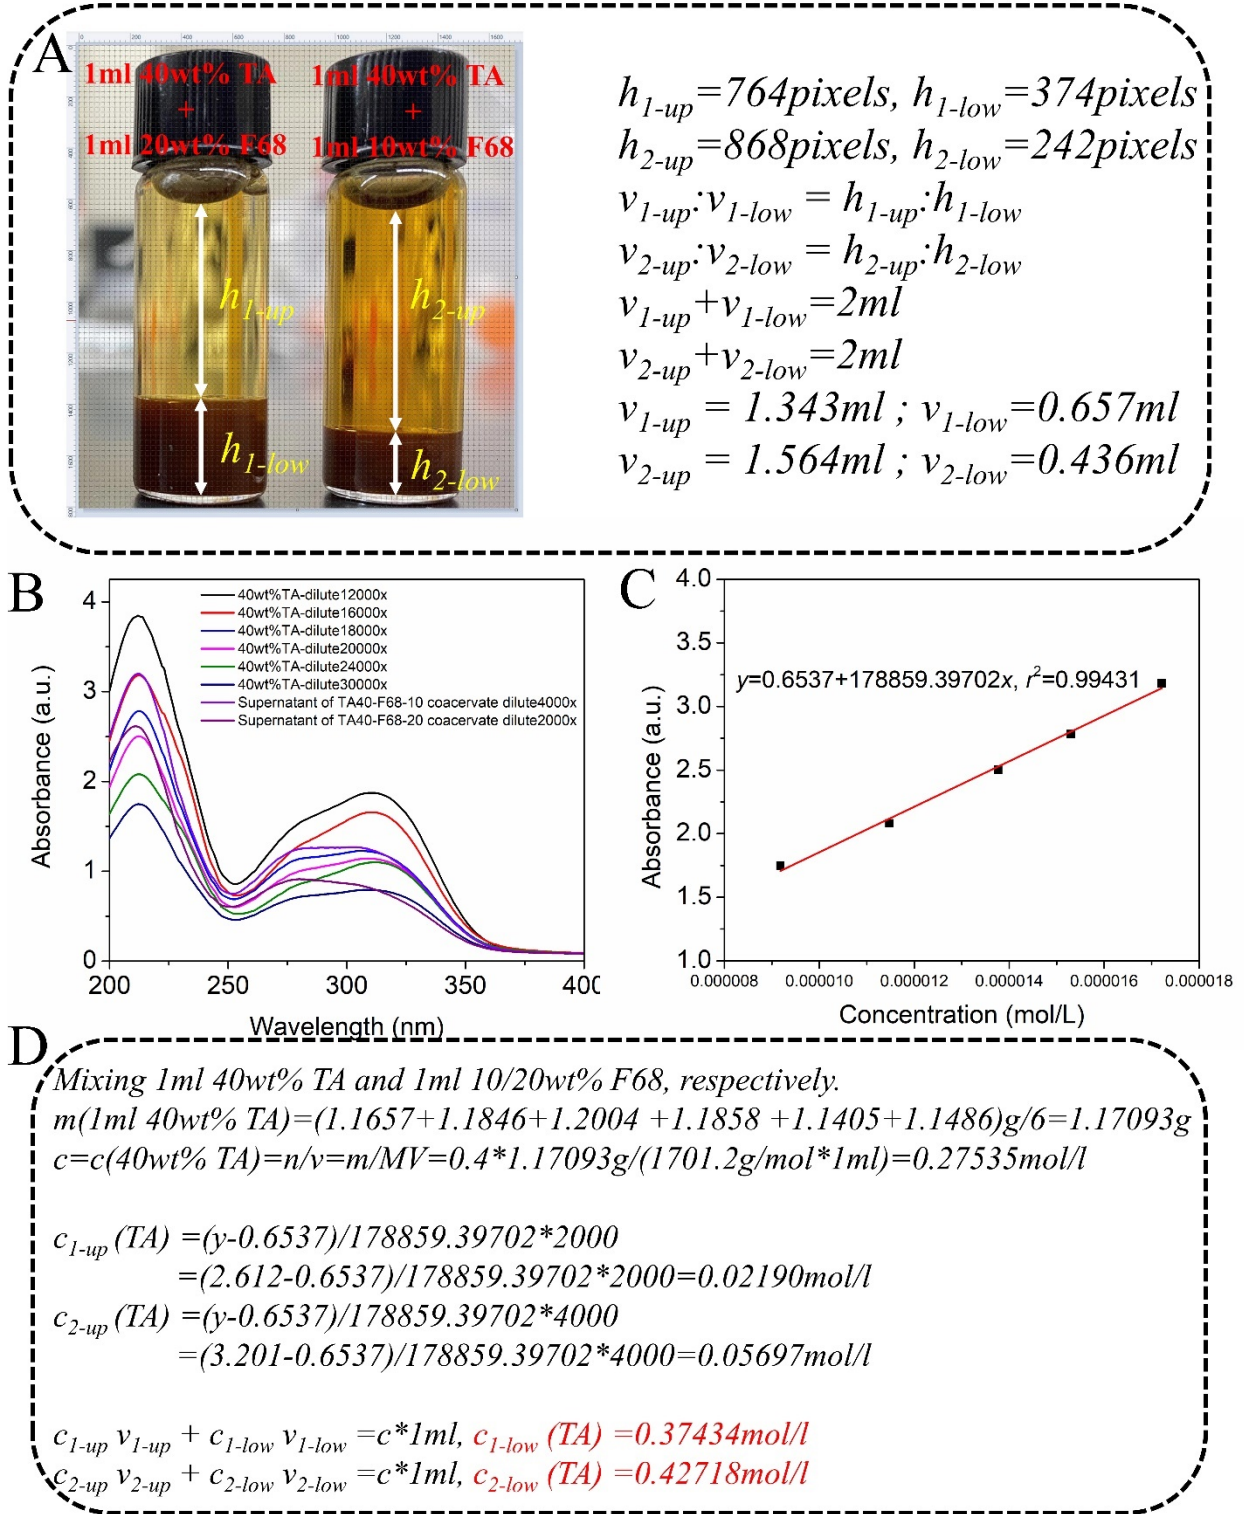 A
1ml 40wt% TA
+
1ml 20wt% F68
1ml 40wt% TA
+
1ml 10wt% F68
h1-up
h1-low
h2-up
h2-low
h1-up=764pixels, h1-low=374pixels
h2-up=868pixels, h2-low=242pixels
v1-up:v1-low = h1-up:h1-low
v2-up:v2-low = h2-up:h2-low
v1-up+v1-low=2ml
v2-up+v2-low=2ml
v1-up = 1.343ml ; v1-low=0.657ml
v2-up = 1.564ml ; v2-low=0.436ml
B
Absorbance (a.u.)
4
3
2
1
0
200
250
300
350
400
Wavelength (nm)
40wt%TA-dilute12000x
40wt%TA-dilute16000x
40wt%TA-dilute18000x
40wt%TA-dilute20000x
40wt%TA-dilute24000x
40wt%TA-dilute30000x
Supernatant of TA40-F68-10 coacervate dilute4000x
Supernatant of TA40-F68-20 coacervate dilute2000x
C
Absorbance (a.u.)
4.0
3.5
3.0
2.5
2.0
1.5
1.0
y=0.6537+178859.39702x, r²=0.99431
0.000008
0.000010
0.000012
0.000014
0.000016
0.000018
Concentration (mol/L)
D
Mixing 1ml 40wt% TA and 1ml 10/20wt% F68, respectively.
m(1ml 40wt% TA)=(1.1657+1.1846+1.2004 +1.1858 +1.1405+1.1486)g/6=1.17093g
c=c(40wt% TA)=n/v=m/MV=0.4*1.17093g/(1701.2g/mol*1ml)=0.27535mol/l
c1-up (TA) =(y-0.6537)/178859.39702*2000
=(2.612-0.6537)/178859.39702*2000=0.02190mol/l
c2-up (TA) =(y-0.6537)/178859.39702*4000
=(3.201-0.6537)/178859.39702*4000=0.05697mol/l
c1-up v1-up + c1-low v1-low =c*1ml, c1-low (TA) =0.37434mol/l
c2-up v2-up + c2-low v2-low =c*1ml, c2-low (TA) =0.42718mol/l